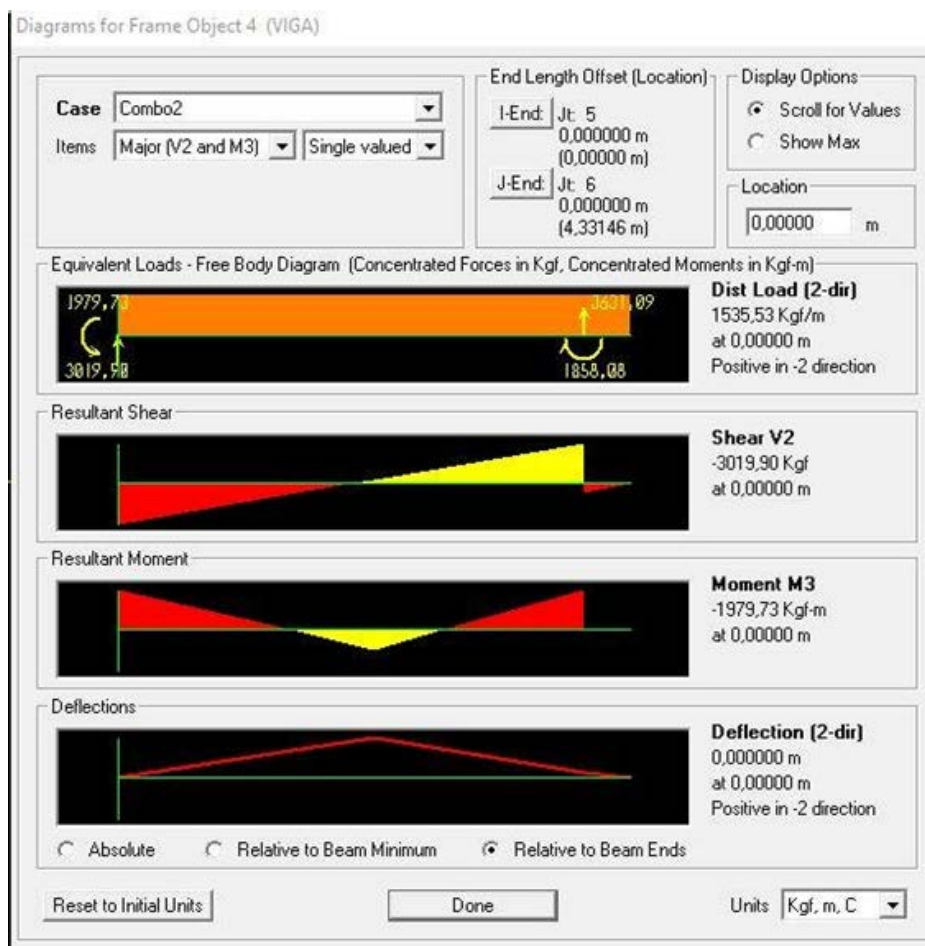 Diagrams for Frame Object 4 (VIGA)
Case Combo2
Items Major (V2 and M3) Single valued
End Length Offset (Location)
I-End: Jt: 5
0,000000 m
(0,00000 m)
J-End: Jt: 6
0,000000 m
(4,33146 m)
Display Options
Scroll for Values
Show Max
Location
0,00000 m
Equivalent Loads - Free Body Diagram (Concentrated Forces in Kgf, Concentrated Moments in Kgf-m)
1979,73 3631,09
3019,90 1858,08
Dist Load (2-dir)
1535,53 Kgf/m
at 0,00000 m
Positive in -2 direction
Resultant Shear
Shear V2
-3019,90 Kgf
at 0,00000 m
Resultant Moment
Moment M3
-1979,73 Kgf-m
at 0,00000 m
Deflections
Deflection (2-dir)
0,000000 m
at 0,00000 m
Positive in -2 direction
Absolute Relative to Beam Minimum Relative to Beam Ends
Reset to Initial Units Done Units Kgf, m, C